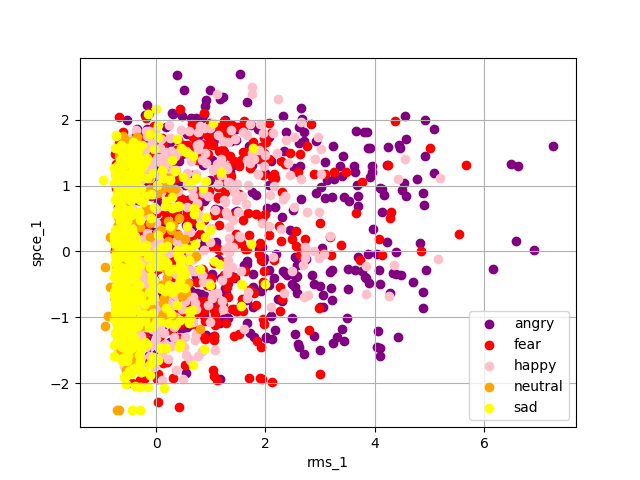 2
1
0
−1
−2
spce_1
0
2
4
6
rms_1
angry
fear
happy
neutral
sad